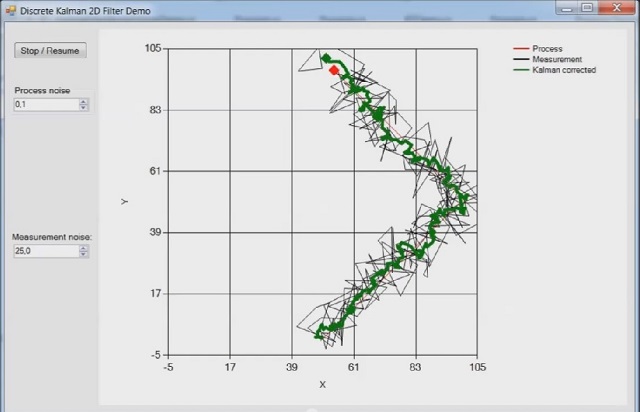 Discrete Kalman 2D Filter Demo
Stop / Resume
Process noise
0,1
Measurement noise:
25,0
Process
Measurement
Kalman corrected
105
83
61
39
17
-5
Y
-5 17 39 61 83 105
X